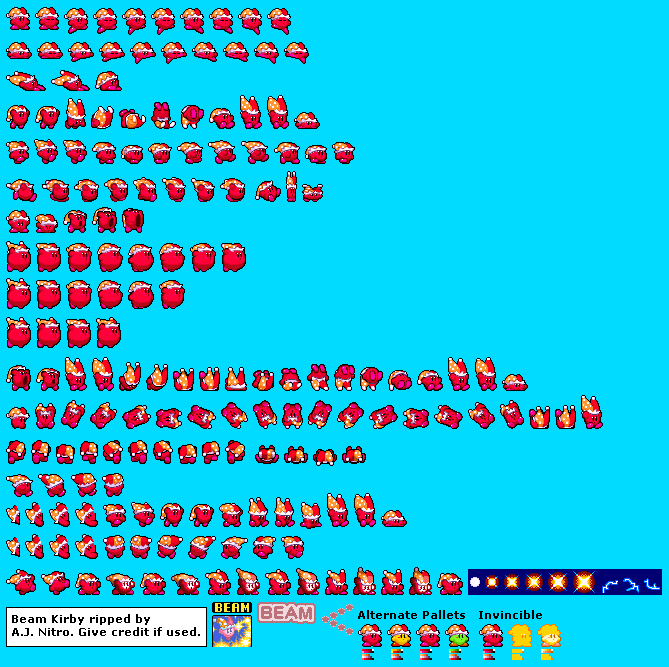 BEAM
BEAM
Alternate Pallets Invincible
Beam Kirby ripped by
A.J. Nitro. Give credit if used.